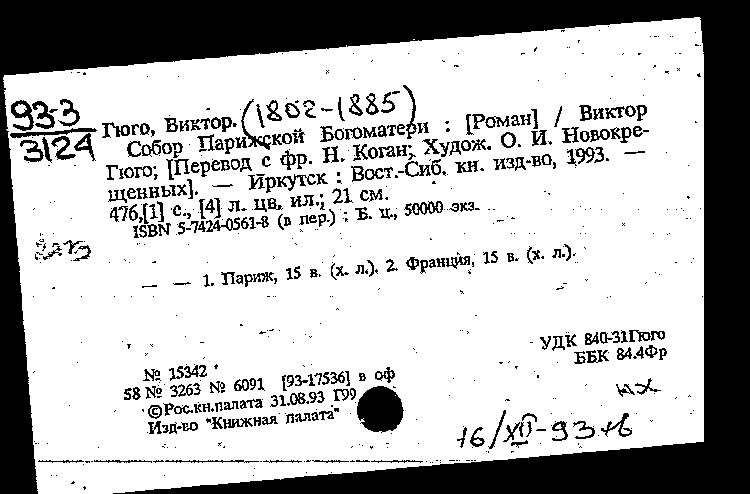 93-3
3124
Гюго, Виктор. (1802-1885)
Собор Парижской Богоматери : [Роман] / Виктор
Гюго; [Перевод с фр. Н. Коган; Худож. О. И. Новокре-
щенных]. — Иркутск : Вост.-Сиб. кн. изд-во, 1993. —
476,[1] с., [4] л. цв. ил.; 21 см.
ISBN 5-7424-0561-8 (в пер.) : Б. ц., 50000 экз.
— — 1. Париж, 15 в. (х. л.). 2. Франция, 15 в. (х. л.).
УДК 840-31Гюго
ББК 84.4Фр
№ 15342
58 № 3263 № 6091 [93-17536] в оф
©Рос.кн.палата 31.08.93 Г99
Изд-во "Книжная палата"
16/XII-93